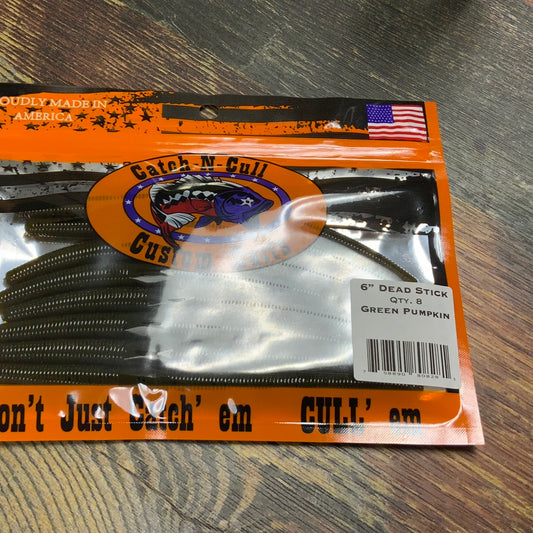 OUDLY MADE IN
AMERICA
Catch-N-Cull
Custom
6" Dead Stick
Qty. 8
Green Pumpkin
on't Just Catch' em CULL' em